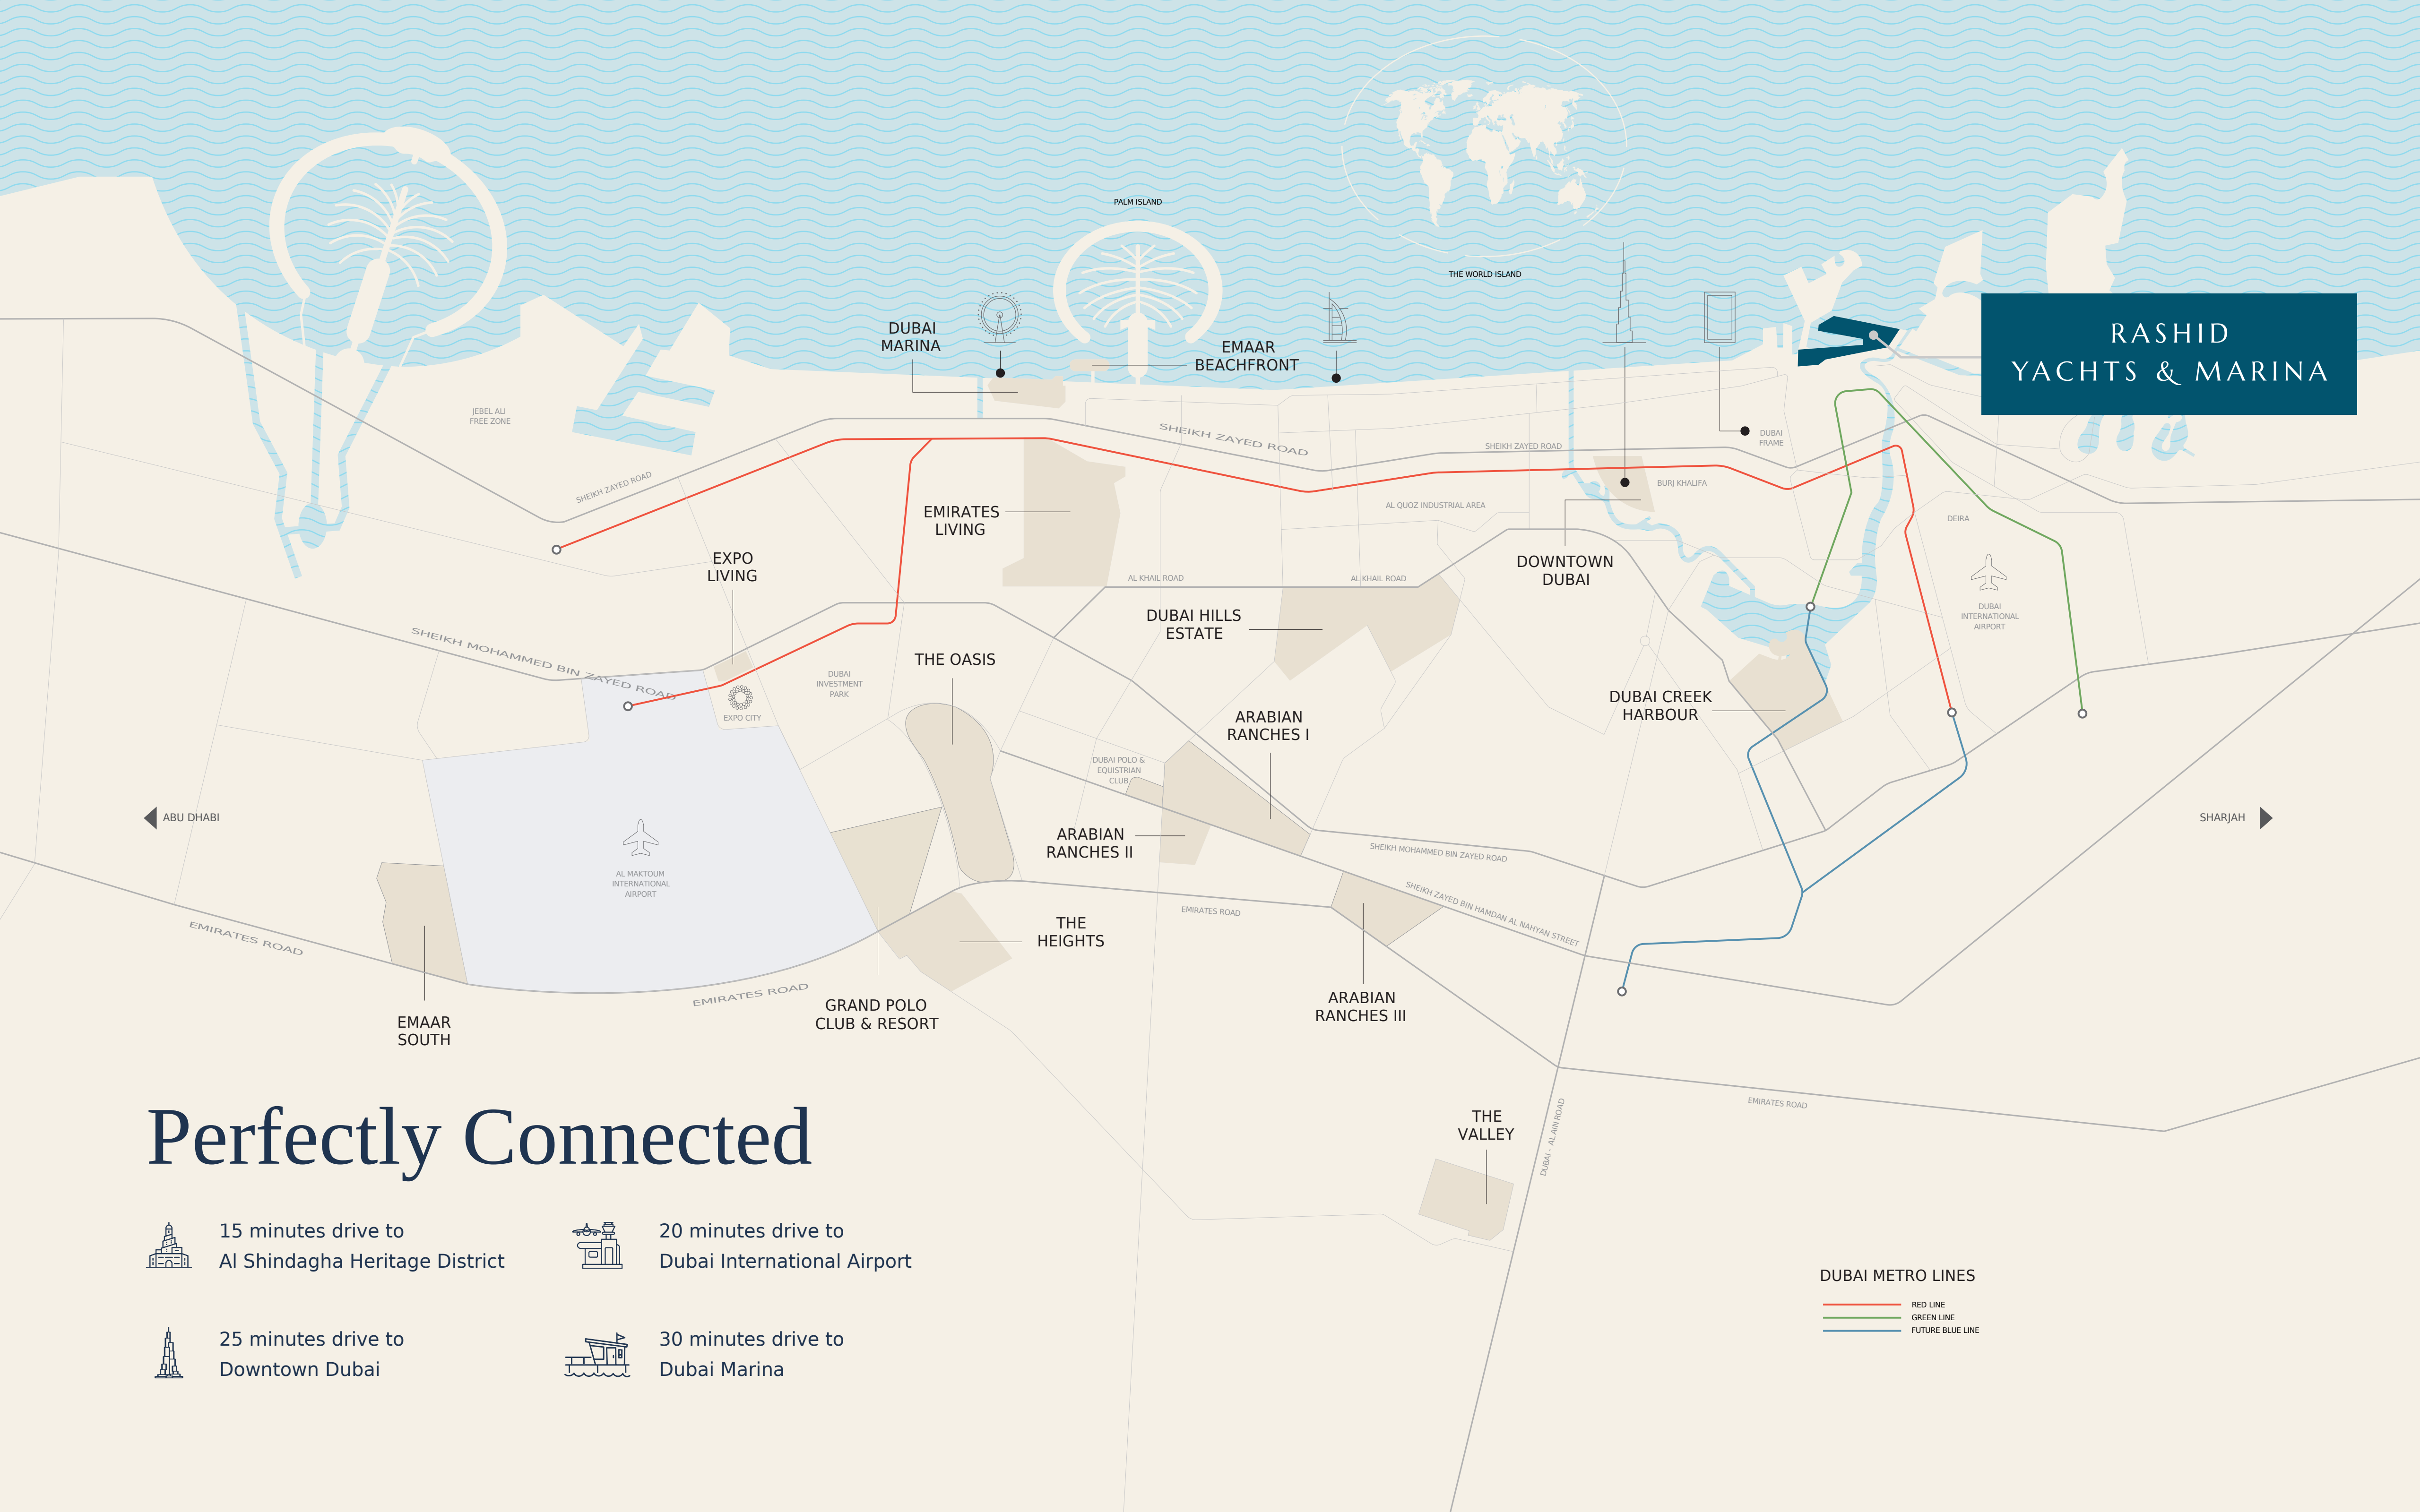 PALM ISLAND
THE WORLD ISLAND
RASHID
YACHTS & MARINA
DUBAI
MARINA
EMAAR
BEACHFRONT
JEBEL ALI
FREE ZONE
SHEIKH ZAYED ROAD
SHEIKH ZAYED ROAD
SHEIKH ZAYED ROAD
DUBAI
FRAME
BURJ KHALIFA
AL QUOZ INDUSTRIAL AREA
DEIRA
EMIRATES
LIVING
EXPO
LIVING
DOWNTOWN
DUBAI
AL KHAIL ROAD
AL KHAIL ROAD
DUBAI
INTERNATIONAL
AIRPORT
DUBAI HILLS
ESTATE
SHEIKH MOHAMMED BIN ZAYED ROAD
THE OASIS
DUBAI
INVESTMENT
PARK
EXPO CITY
DUBAI CREEK
HARBOUR
ARABIAN
RANCHES I
DUBAI POLO &
EQUISTRIAN
CLUB
ABU DHABI
SHARJAH
ARABIAN
RANCHES II
SHEIKH MOHAMMED BIN ZAYED ROAD
AL MAKTOUM
INTERNATIONAL
AIRPORT
SHEIKH ZAYED BIN HAMDAN AL NAHYAN STREET
EMIRATES ROAD
EMIRATES ROAD
THE
HEIGHTS
EMIRATES ROAD
GRAND POLO
CLUB & RESORT
ARABIAN
RANCHES III
EMAAR
SOUTH
EMIRATES ROAD
THE
VALLEY
DUBAI - AL AIN ROAD
Perfectly Connected
15 minutes drive to
Al Shindagha Heritage District
20 minutes drive to
Dubai International Airport
25 minutes drive to
Downtown Dubai
30 minutes drive to
Dubai Marina
DUBAI METRO LINES
RED LINE
GREEN LINE
FUTURE BLUE LINE